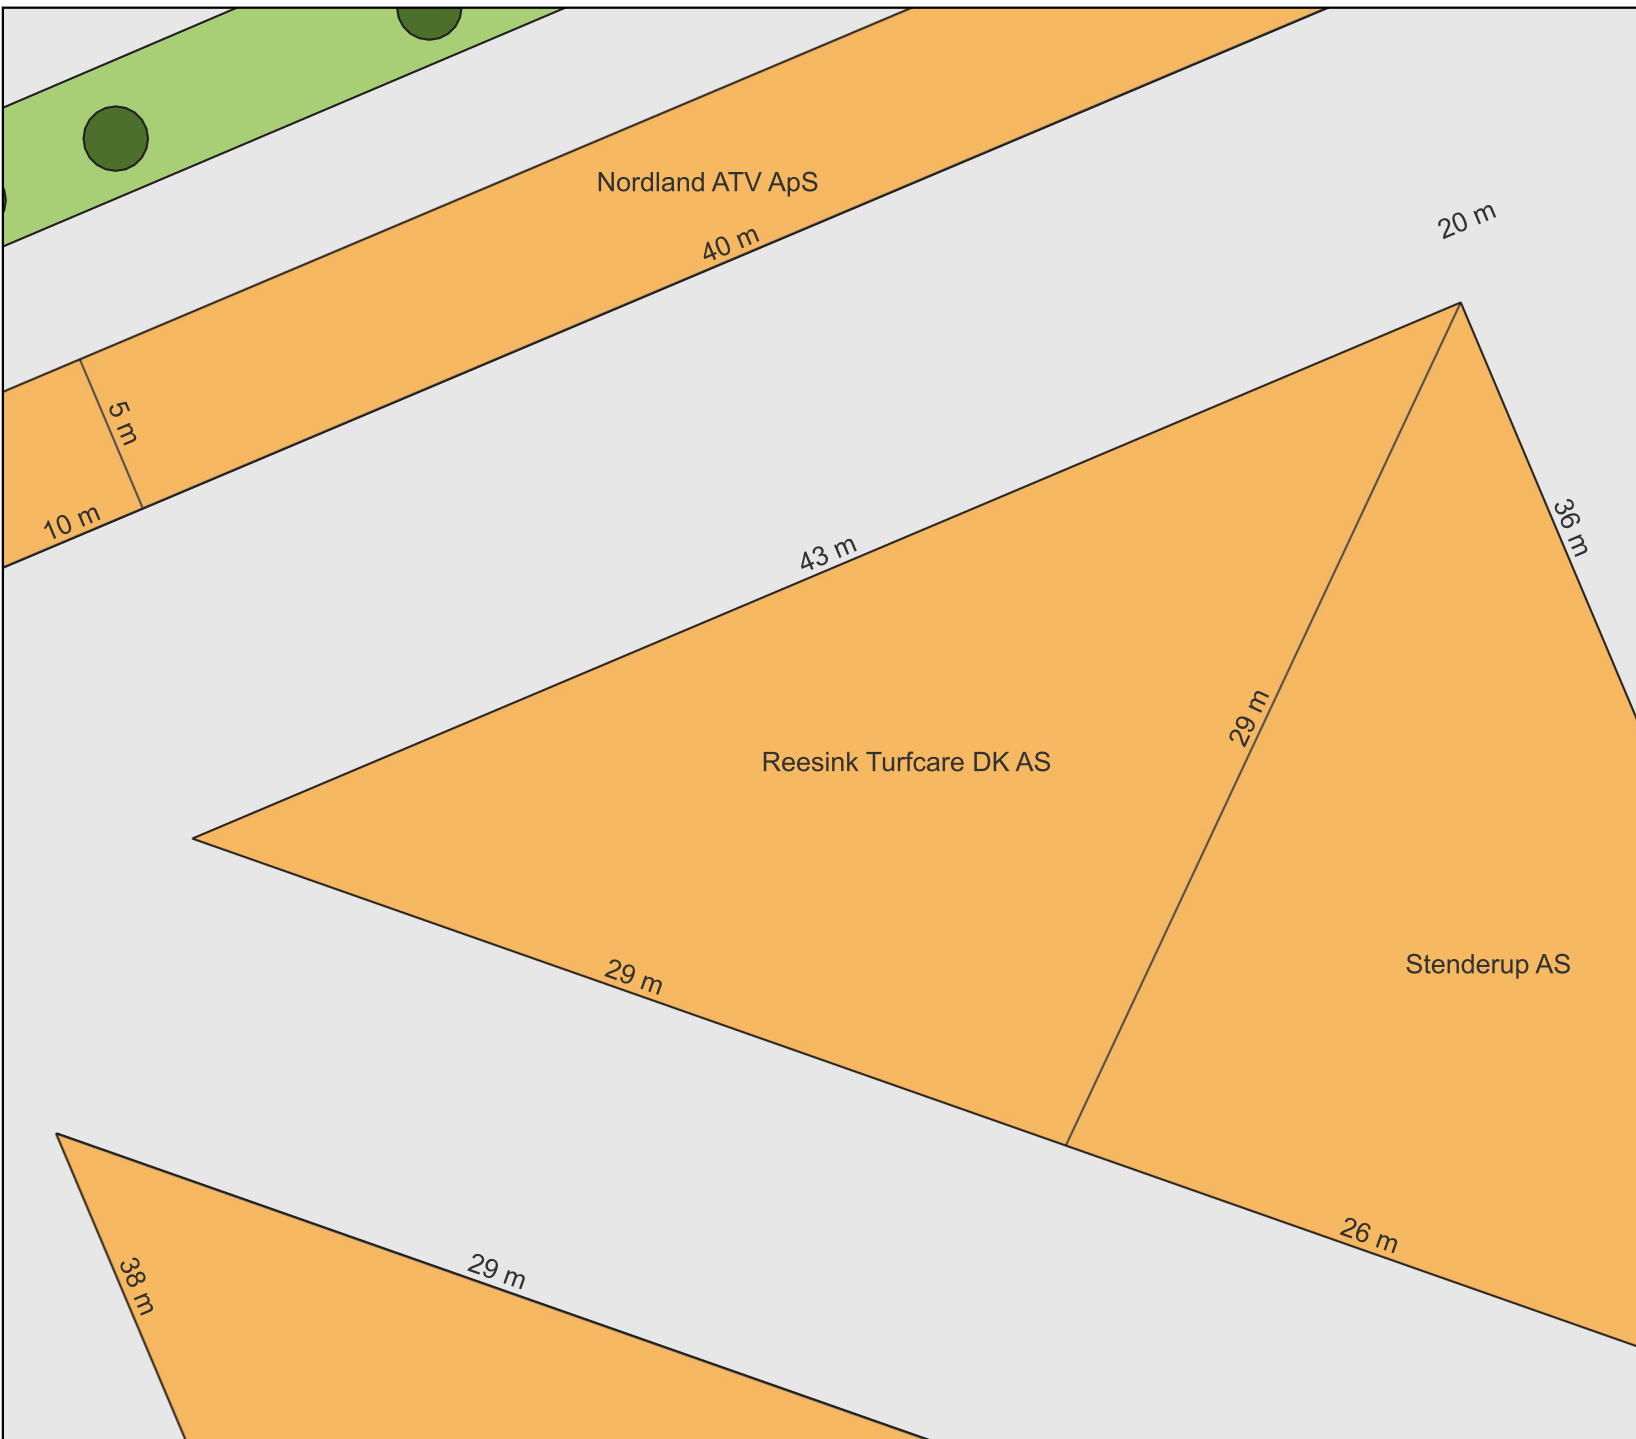 Nordland ATV ApS
20 m
40 m
5 m
10 m
36 m
43 m
29 m
Reesink Turfcare DK AS
Stenderup AS
29 m
26 m
38 m
29 m